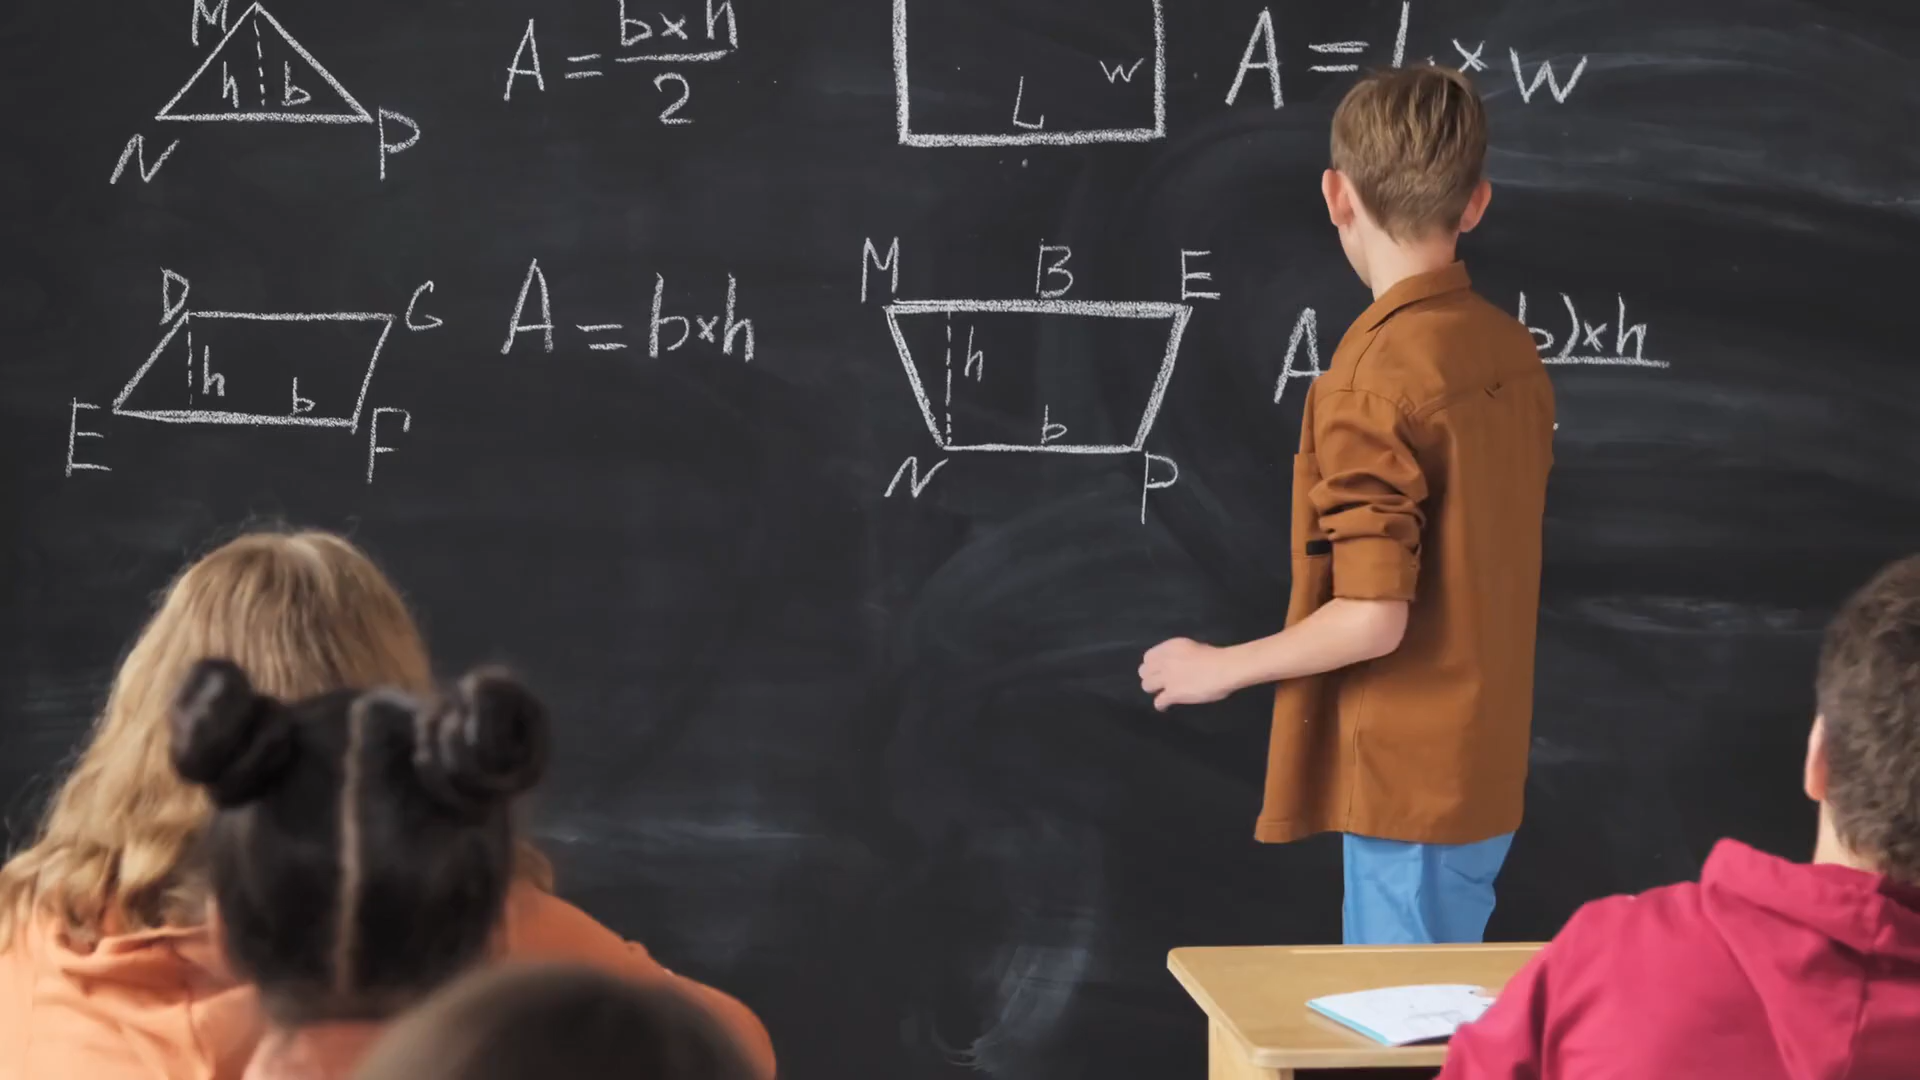 M
h b
N P
A = b×h / 2
L W
A = L × W
D G
h b
E F
A = b×h
M B E
h
b
N P
A b)×h